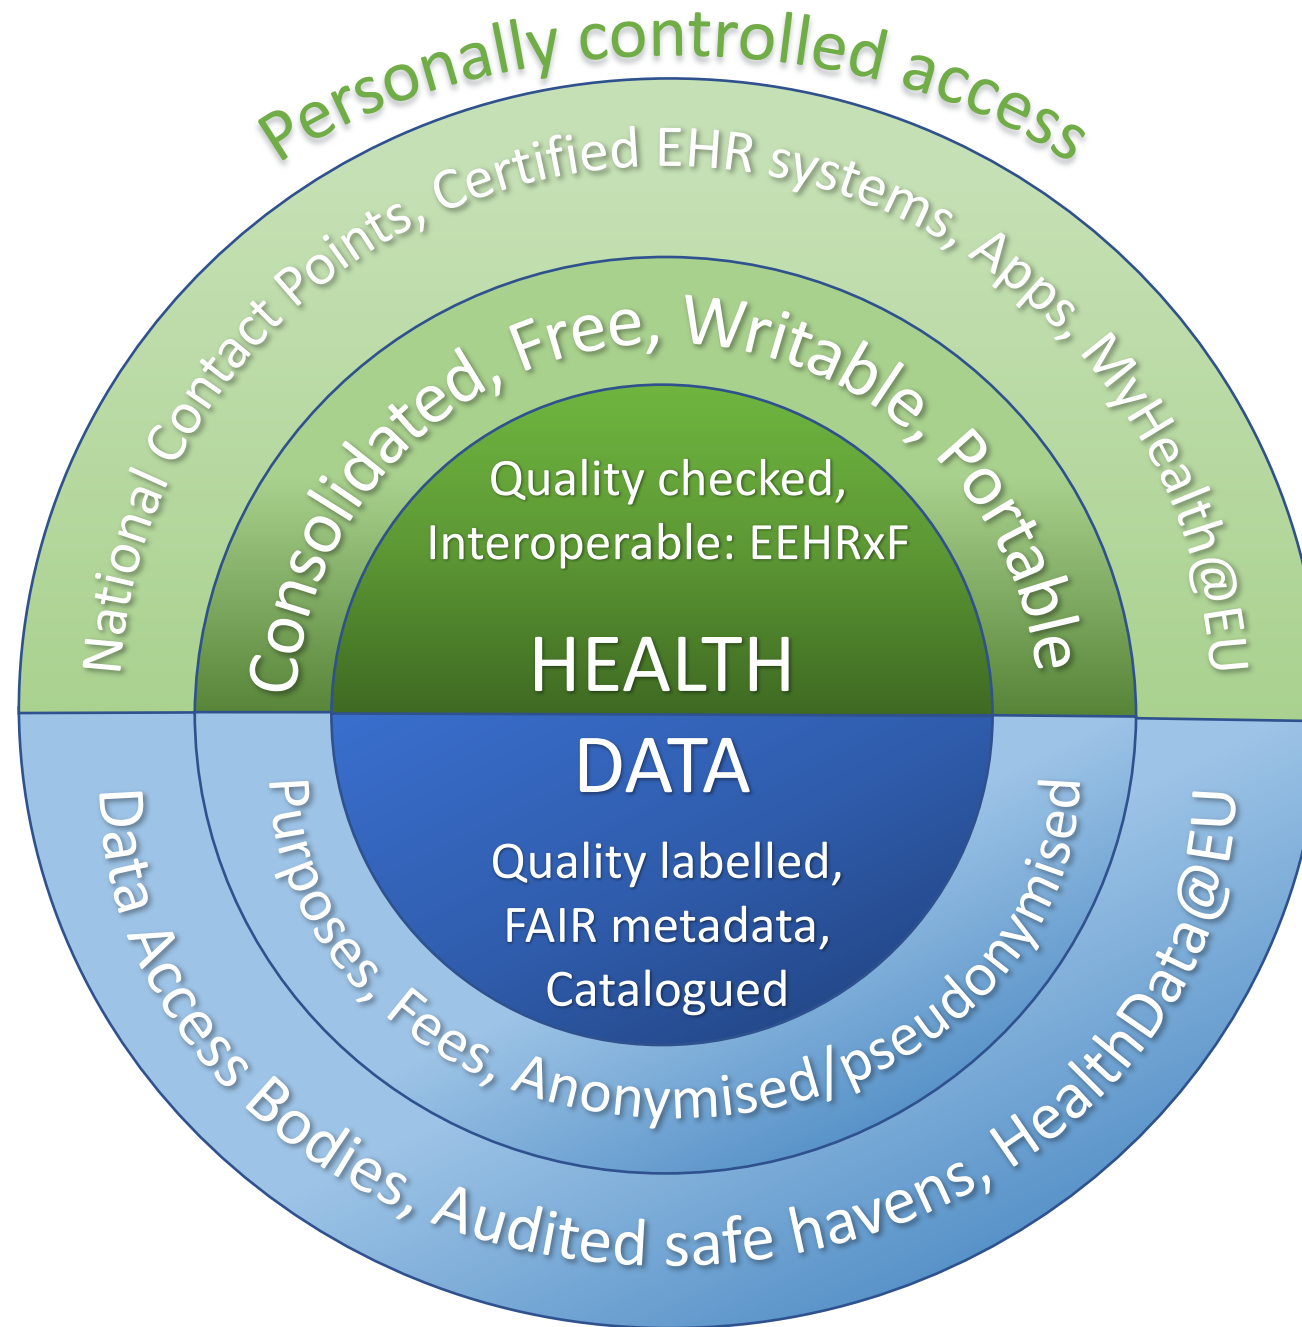 Personally controlled access
National Contact Points, Certified EHR systems, Apps, MyHealth@EU
Consolidated, Free, Writable, Portable
Quality checked,
Interoperable: EEHRxF
HEALTH
DATA
Quality labelled,
FAIR metadata,
Catalogued
Purposes, Fees, Anonymised/pseudonymised
Data Access Bodies, Audited safe havens, HealthData@EU